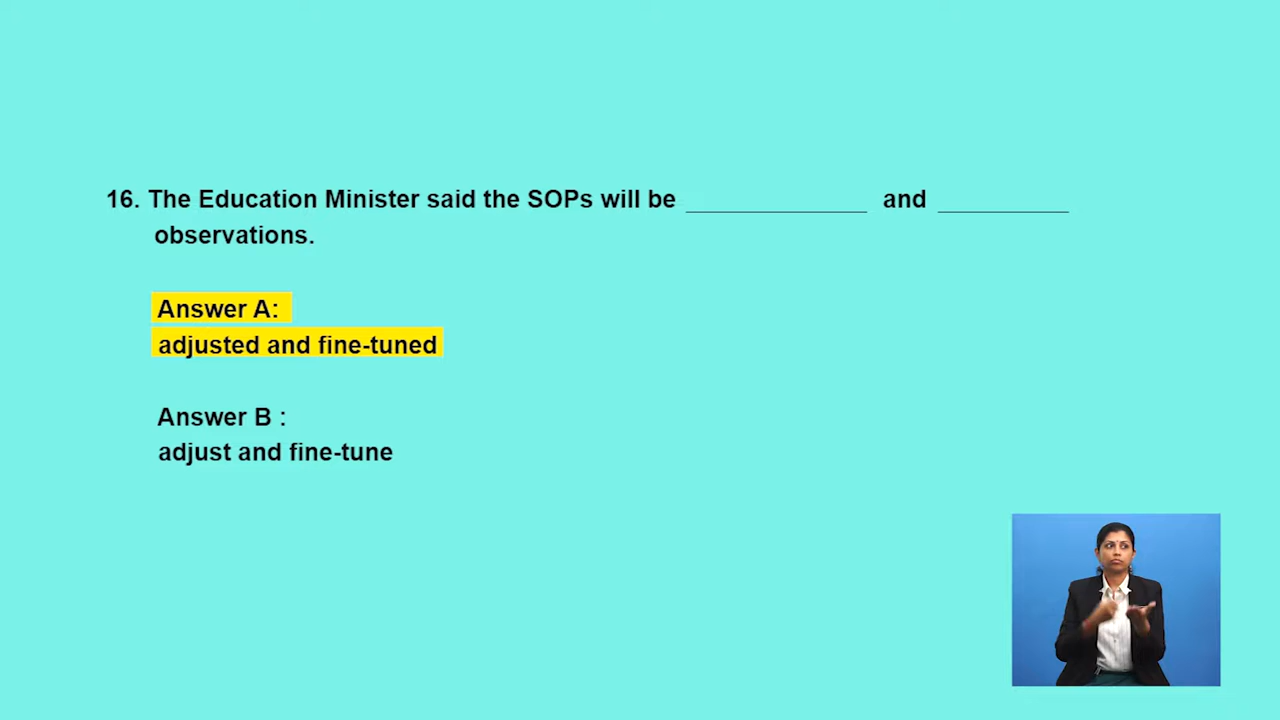 16. The Education Minister said the SOPs will be ______________ and __________
observations.
Answer A:
adjusted and fine-tuned
Answer B :
adjust and fine-tune